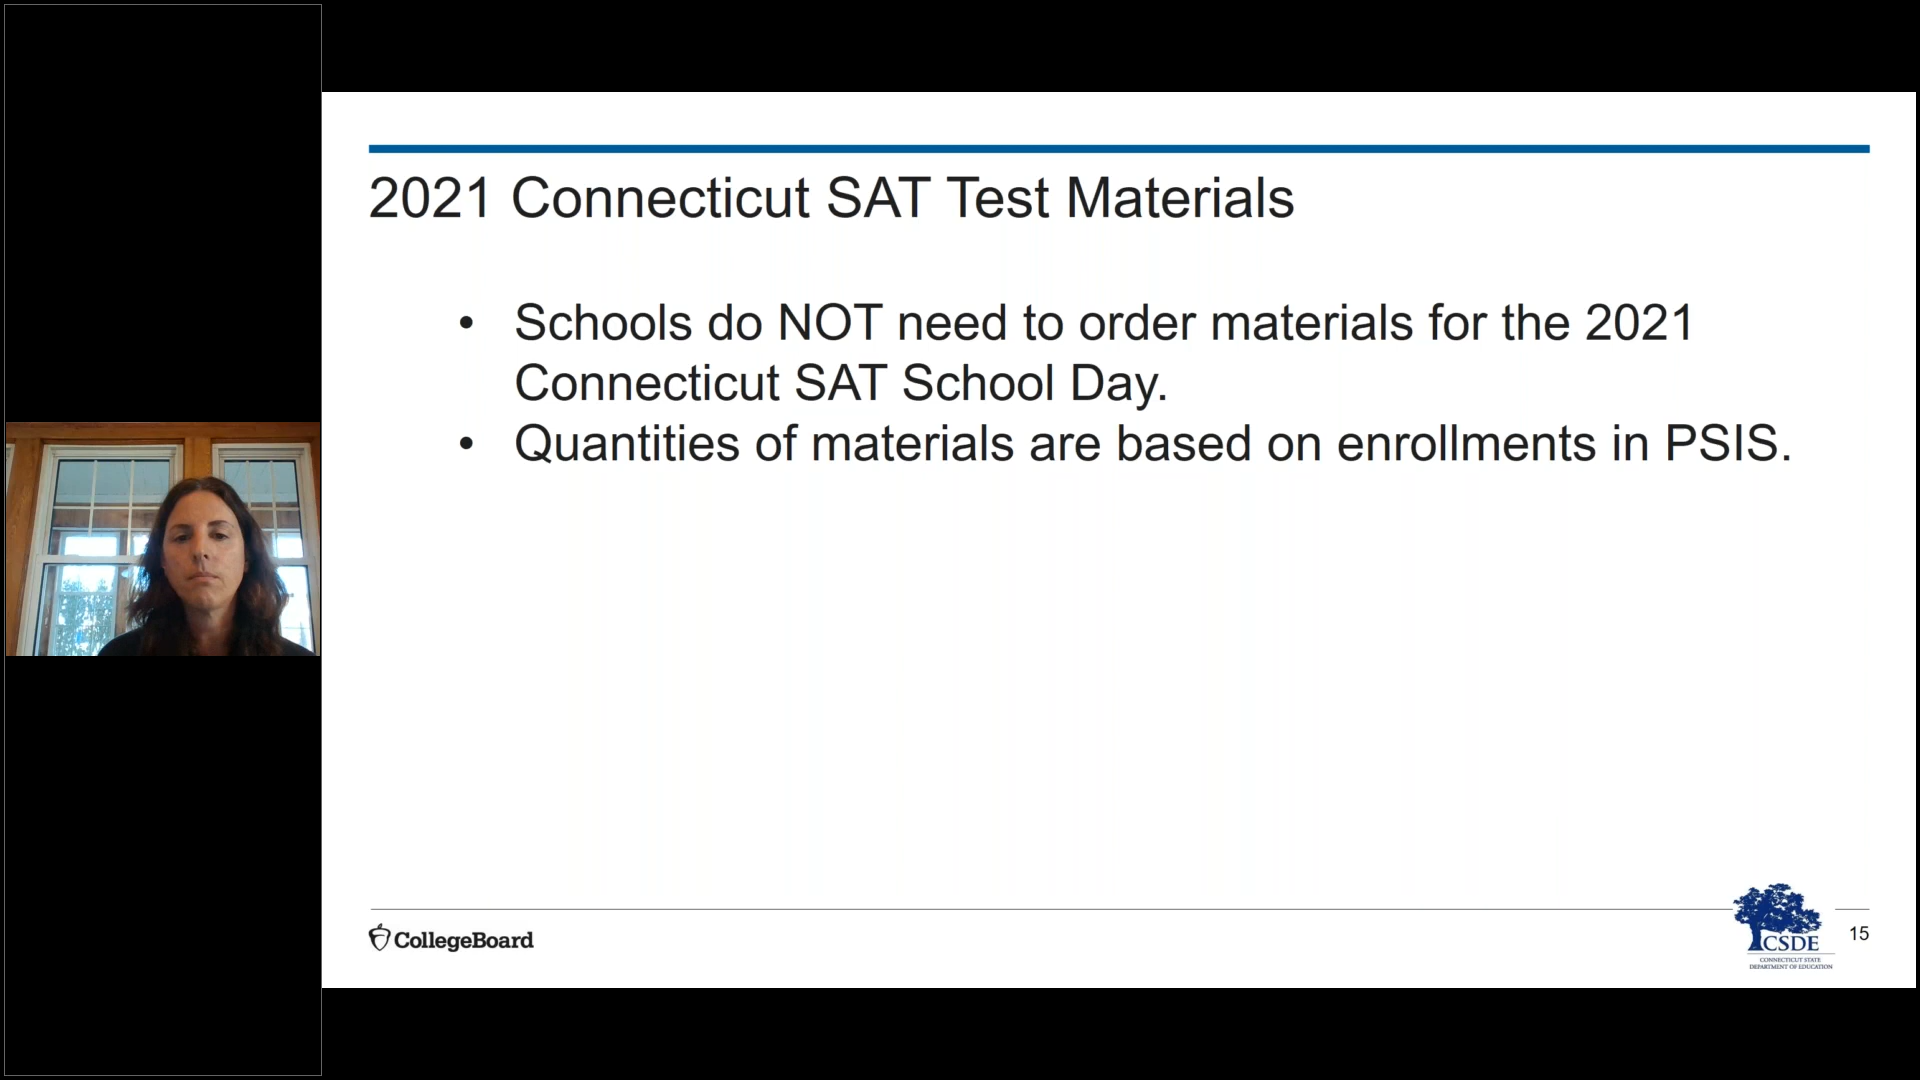 2021 Connecticut SAT Test Materials
• Schools do NOT need to order materials for the 2021
Connecticut SAT School Day.
• Quantities of materials are based on enrollments in PSIS.
CollegeBoard
CSDE
CONNECTICUT STATE
DEPARTMENT OF EDUCATION
15